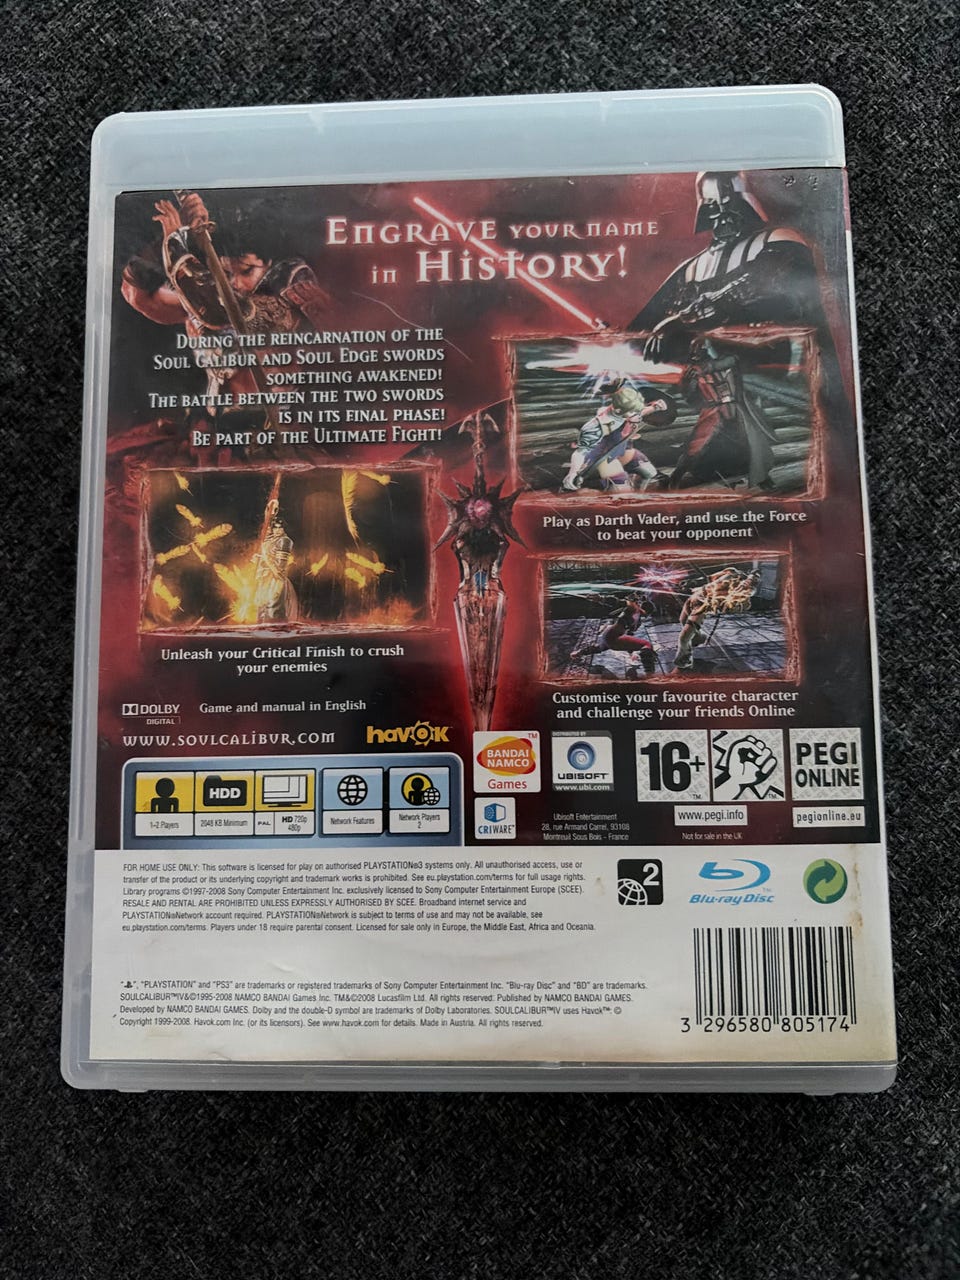 ENGRAVE YOUR NAME
IN HISTORY!
DURING THE REINCARNATION OF THE
SOUL CALIBUR AND SOUL EDGE SWORDS
SOMETHING AWAKENED!
THE BATTLE BETWEEN THE TWO SWORDS
IS IN ITS FINAL PHASE!
BE PART OF THE ULTIMATE FIGHT!
Play as Darth Vader, and use the Force
to beat your opponent
Unleash your Critical Finish to crush
your enemies
Customise your favourite character
and challenge your friends Online
DOLBY
DIGITAL
Game and manual in English
WWW.SOULCALIBUR.COM
havok
BANDAI
NAMCO
Games
TM
DISTRIBUTED BY
UBISOFT
www.ubi.com
CRIWARE™
Ubisoft Entertainment
28, rue Armand Carrel, 93108
Montreuil Sous Bois - France
16+
TM
PEGI
ONLINE
TM
www.pegi.info
pegionline.eu
Not for sale in the UK
1-2 Players
HDD
2048 KB Minimum
PAL
HD 720p
480p
Network Features
Network Players
2
FOR HOME USE ONLY: This software is licensed for play on authorised PLAYSTATION®3 systems only. All unauthorised access, use or
transfer of the product or its underlying copyright and trademark works is prohibited. See eu.playstation.com/terms for full usage rights.
Library programs ©1997-2008 Sony Computer Entertainment Inc. exclusively licensed to Sony Computer Entertainment Europe (SCEE).
RESALE AND RENTAL ARE PROHIBITED UNLESS EXPRESSLY AUTHORISED BY SCEE. Broadband internet service and
PLAYSTATION®Network account required. PLAYSTATION®Network is subject to terms of use and may not be available, see
eu.playstation.com/terms. Players under 18 require parental consent. Licensed for sale only in Europe, the Middle East, Africa and Oceania.
2
Blu-ray Disc
TM
"", "PLAYSTATION" and "PS3" are trademarks or registered trademarks of Sony Computer Entertainment Inc. "Blu-ray Disc" and "BD" are trademarks.
SOULCALIBUR™IV&©1995-2008 NAMCO BANDAI Games Inc. TM&©2008 Lucasfilm Ltd. All rights reserved. Published by NAMCO BANDAI GAMES.
Developed by NAMCO BANDAI GAMES. Dolby and the double-D symbol are trademarks of Dolby Laboratories. SOULCALIBUR™IV uses Havok™: ©
Copyright 1999-2008. Havok.com Inc. (or its licensors). See www.havok.com for details. Made in Austria. All rights reserved.
3 296580 805174